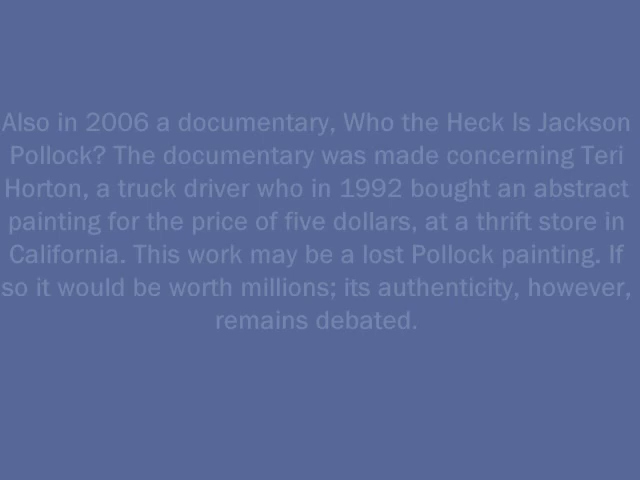 Also in 2006 a documentary, Who the Heck Is Jackson
Pollock? The documentary was made concerning Teri
Horton, a truck driver who in 1992 bought an abstract
painting for the price of five dollars, at a thrift store in
California. This work may be a lost Pollock painting. If
so it would be worth millions; its authenticity, however,
remains debated.